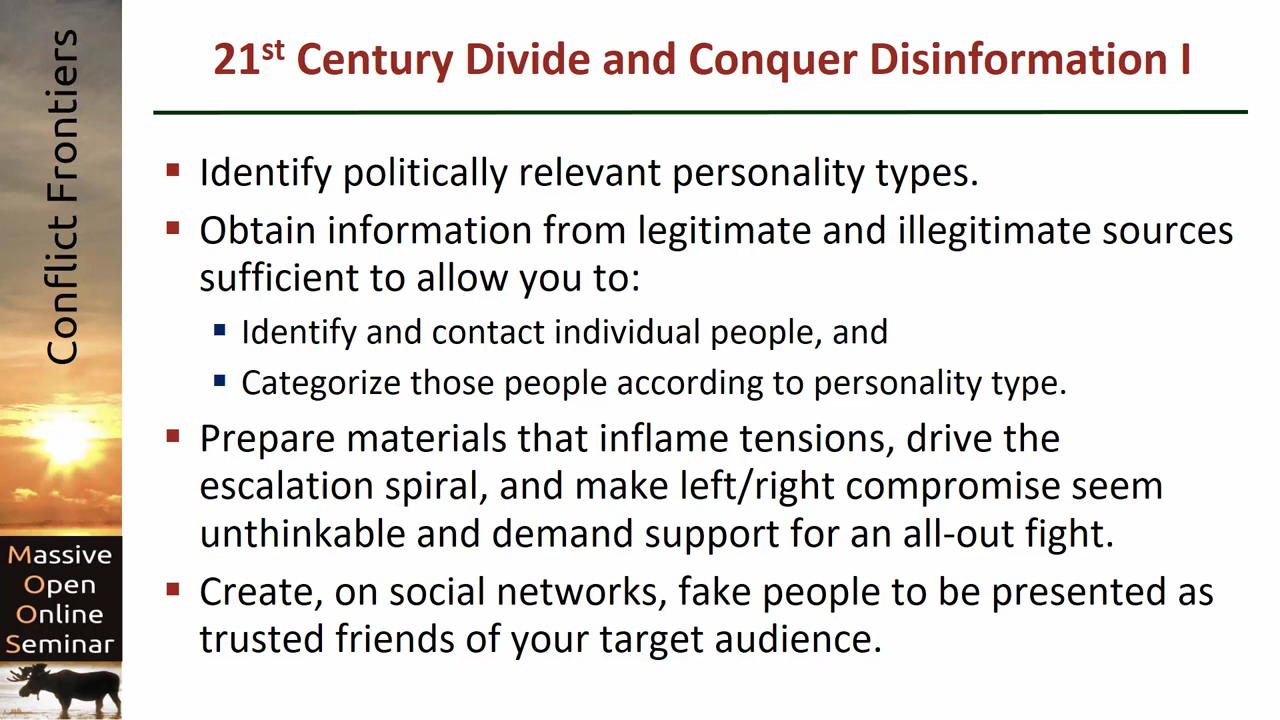 Conflict Frontiers
Massive
Open
Online
Seminar
21st Century Divide and Conquer Disinformation I
▪ Identify politically relevant personality types.
▪ Obtain information from legitimate and illegitimate sources
sufficient to allow you to:
▪ Identify and contact individual people, and
▪ Categorize those people according to personality type.
▪ Prepare materials that inflame tensions, drive the
escalation spiral, and make left/right compromise seem
unthinkable and demand support for an all-out fight.
▪ Create, on social networks, fake people to be presented as
trusted friends of your target audience.